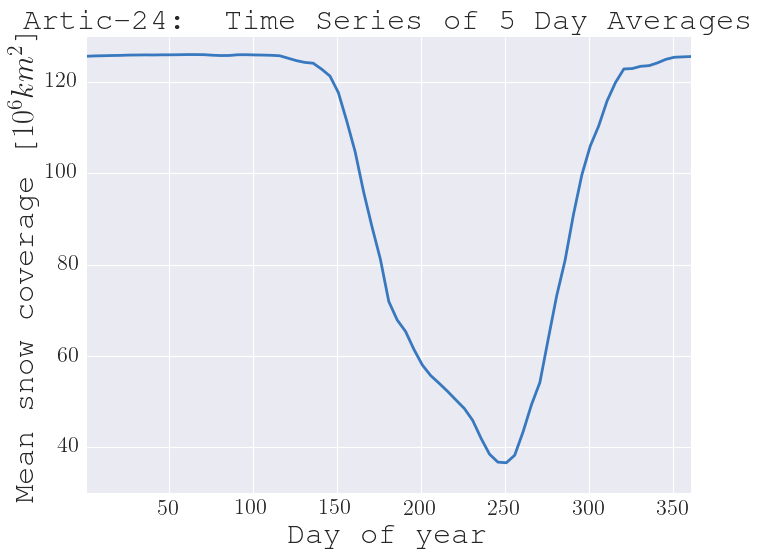 Artic-24: Time Series of 5 Day Averages
Mean snow coverage [10^6 km^2]
120
100
80
60
40
50 100 150 200 250 300 350
Day of year